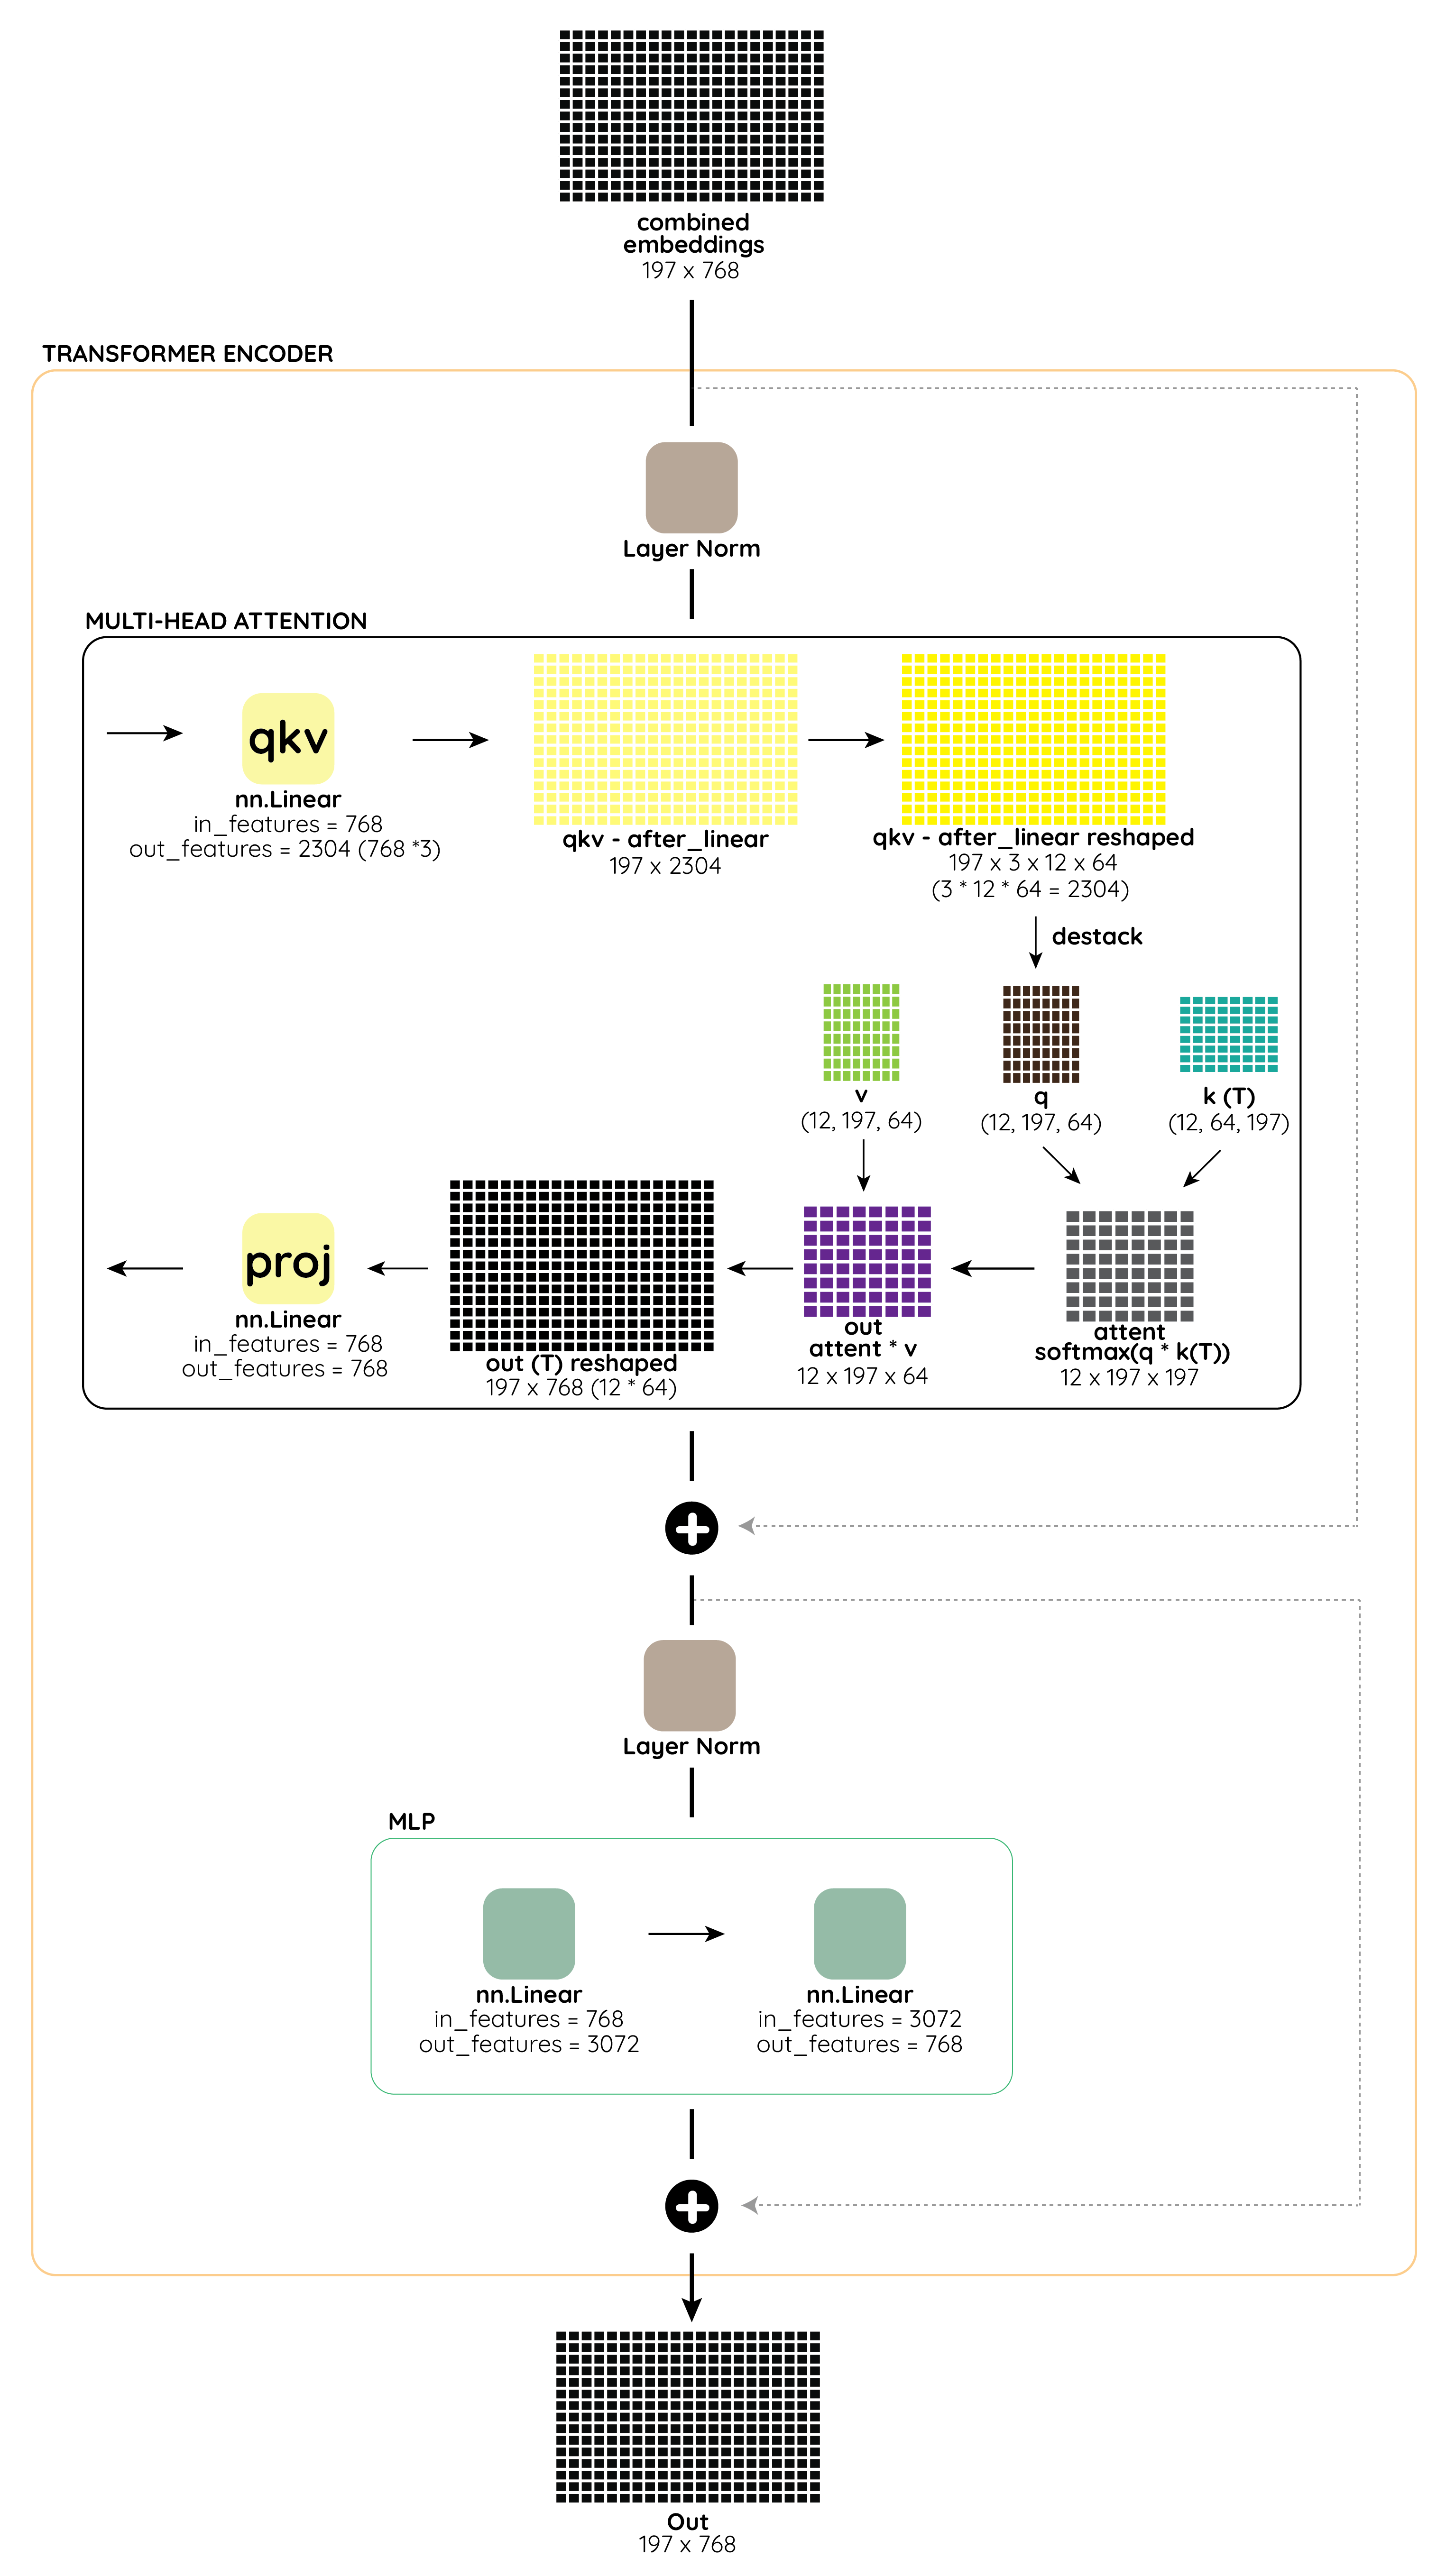 combined
embeddings
197 x 768
TRANSFORMER ENCODER
Layer Norm
MULTI-HEAD ATTENTION
qkv
nn.Linear
in_features = 768
out_features = 2304 (768 *3)
qkv - after_linear
197 x 2304
qkv - after_linear reshaped
197 x 3 x 12 x 64
(3 * 12 * 64 = 2304)
destack
v
(12, 197, 64)
q
(12, 197, 64)
k (T)
(12, 64, 197)
proj
nn.Linear
in_features = 768
out_features = 768
out (T) reshaped
197 x 768 (12 * 64)
out
attent * v
12 x 197 x 64
attent
softmax(q * k(T))
12 x 197 x 197
Layer Norm
MLP
nn.Linear
in_features = 768
out_features = 3072
nn.Linear
in_features = 3072
out_features = 768
Out
197 x 768